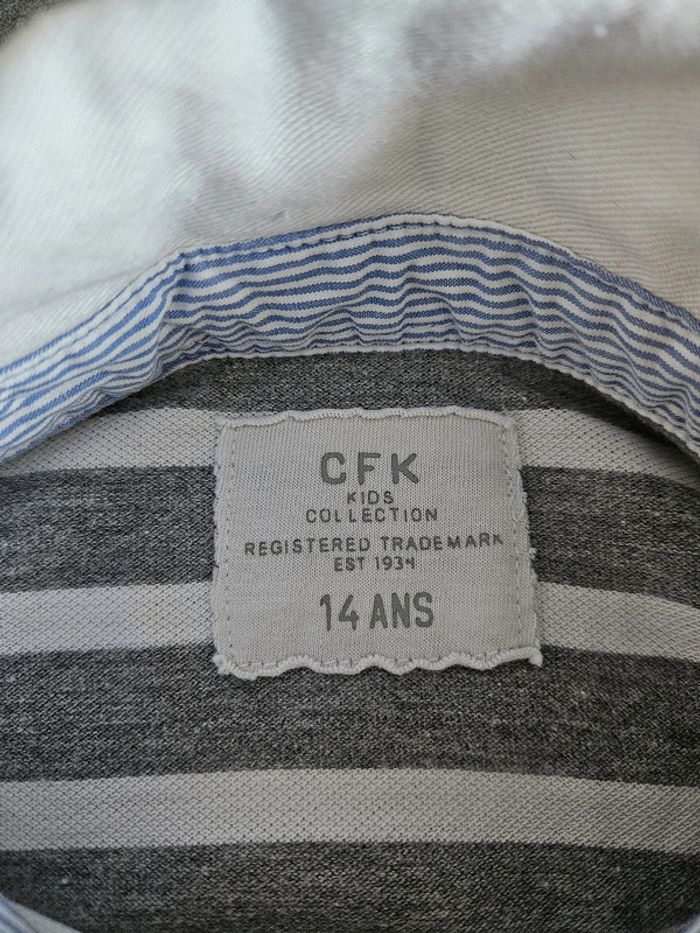 CFK
KIDS
COLLECTION
REGISTERED TRADEMARK
EST 1934
14 ANS